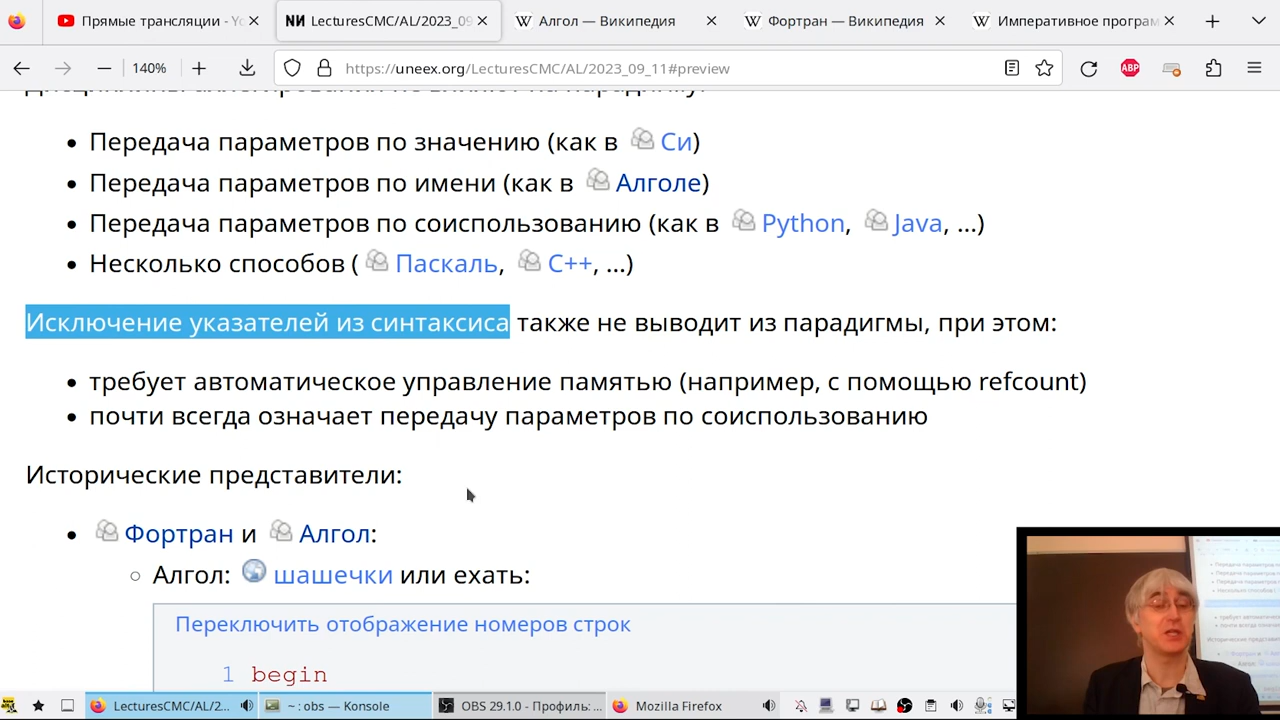 Прямые трансляции - Yo
LecturesCMC/AL/2023_09
Алгол — Википедия
Фортран — Википедия
Императивное програм
140%
https://uneex.org/LecturesCMC/AL/2023_09_11#preview
ABP
Передача параметров по значению (как в Си)
Передача параметров по имени (как в Алголе)
Передача параметров по соиспользованию (как в Python, Java, ...)
Несколько способов ( Паскаль, C++, ...)
Исключение указателей из синтаксиса также не выводит из парадигмы, при этом:
требует автоматическое управление памятью (например, с помощью refcount)
почти всегда означает передачу параметров по соиспользованию
Исторические представители:
Фортран и Алгол:
Алгол: шашечки или ехать:
Переключить отображение номеров строк
1 begin
LecturesCMC/AL/2...
~ : obs — Konsole
OBS 29.1.0 - Профиль: ...
Mozilla Firefox